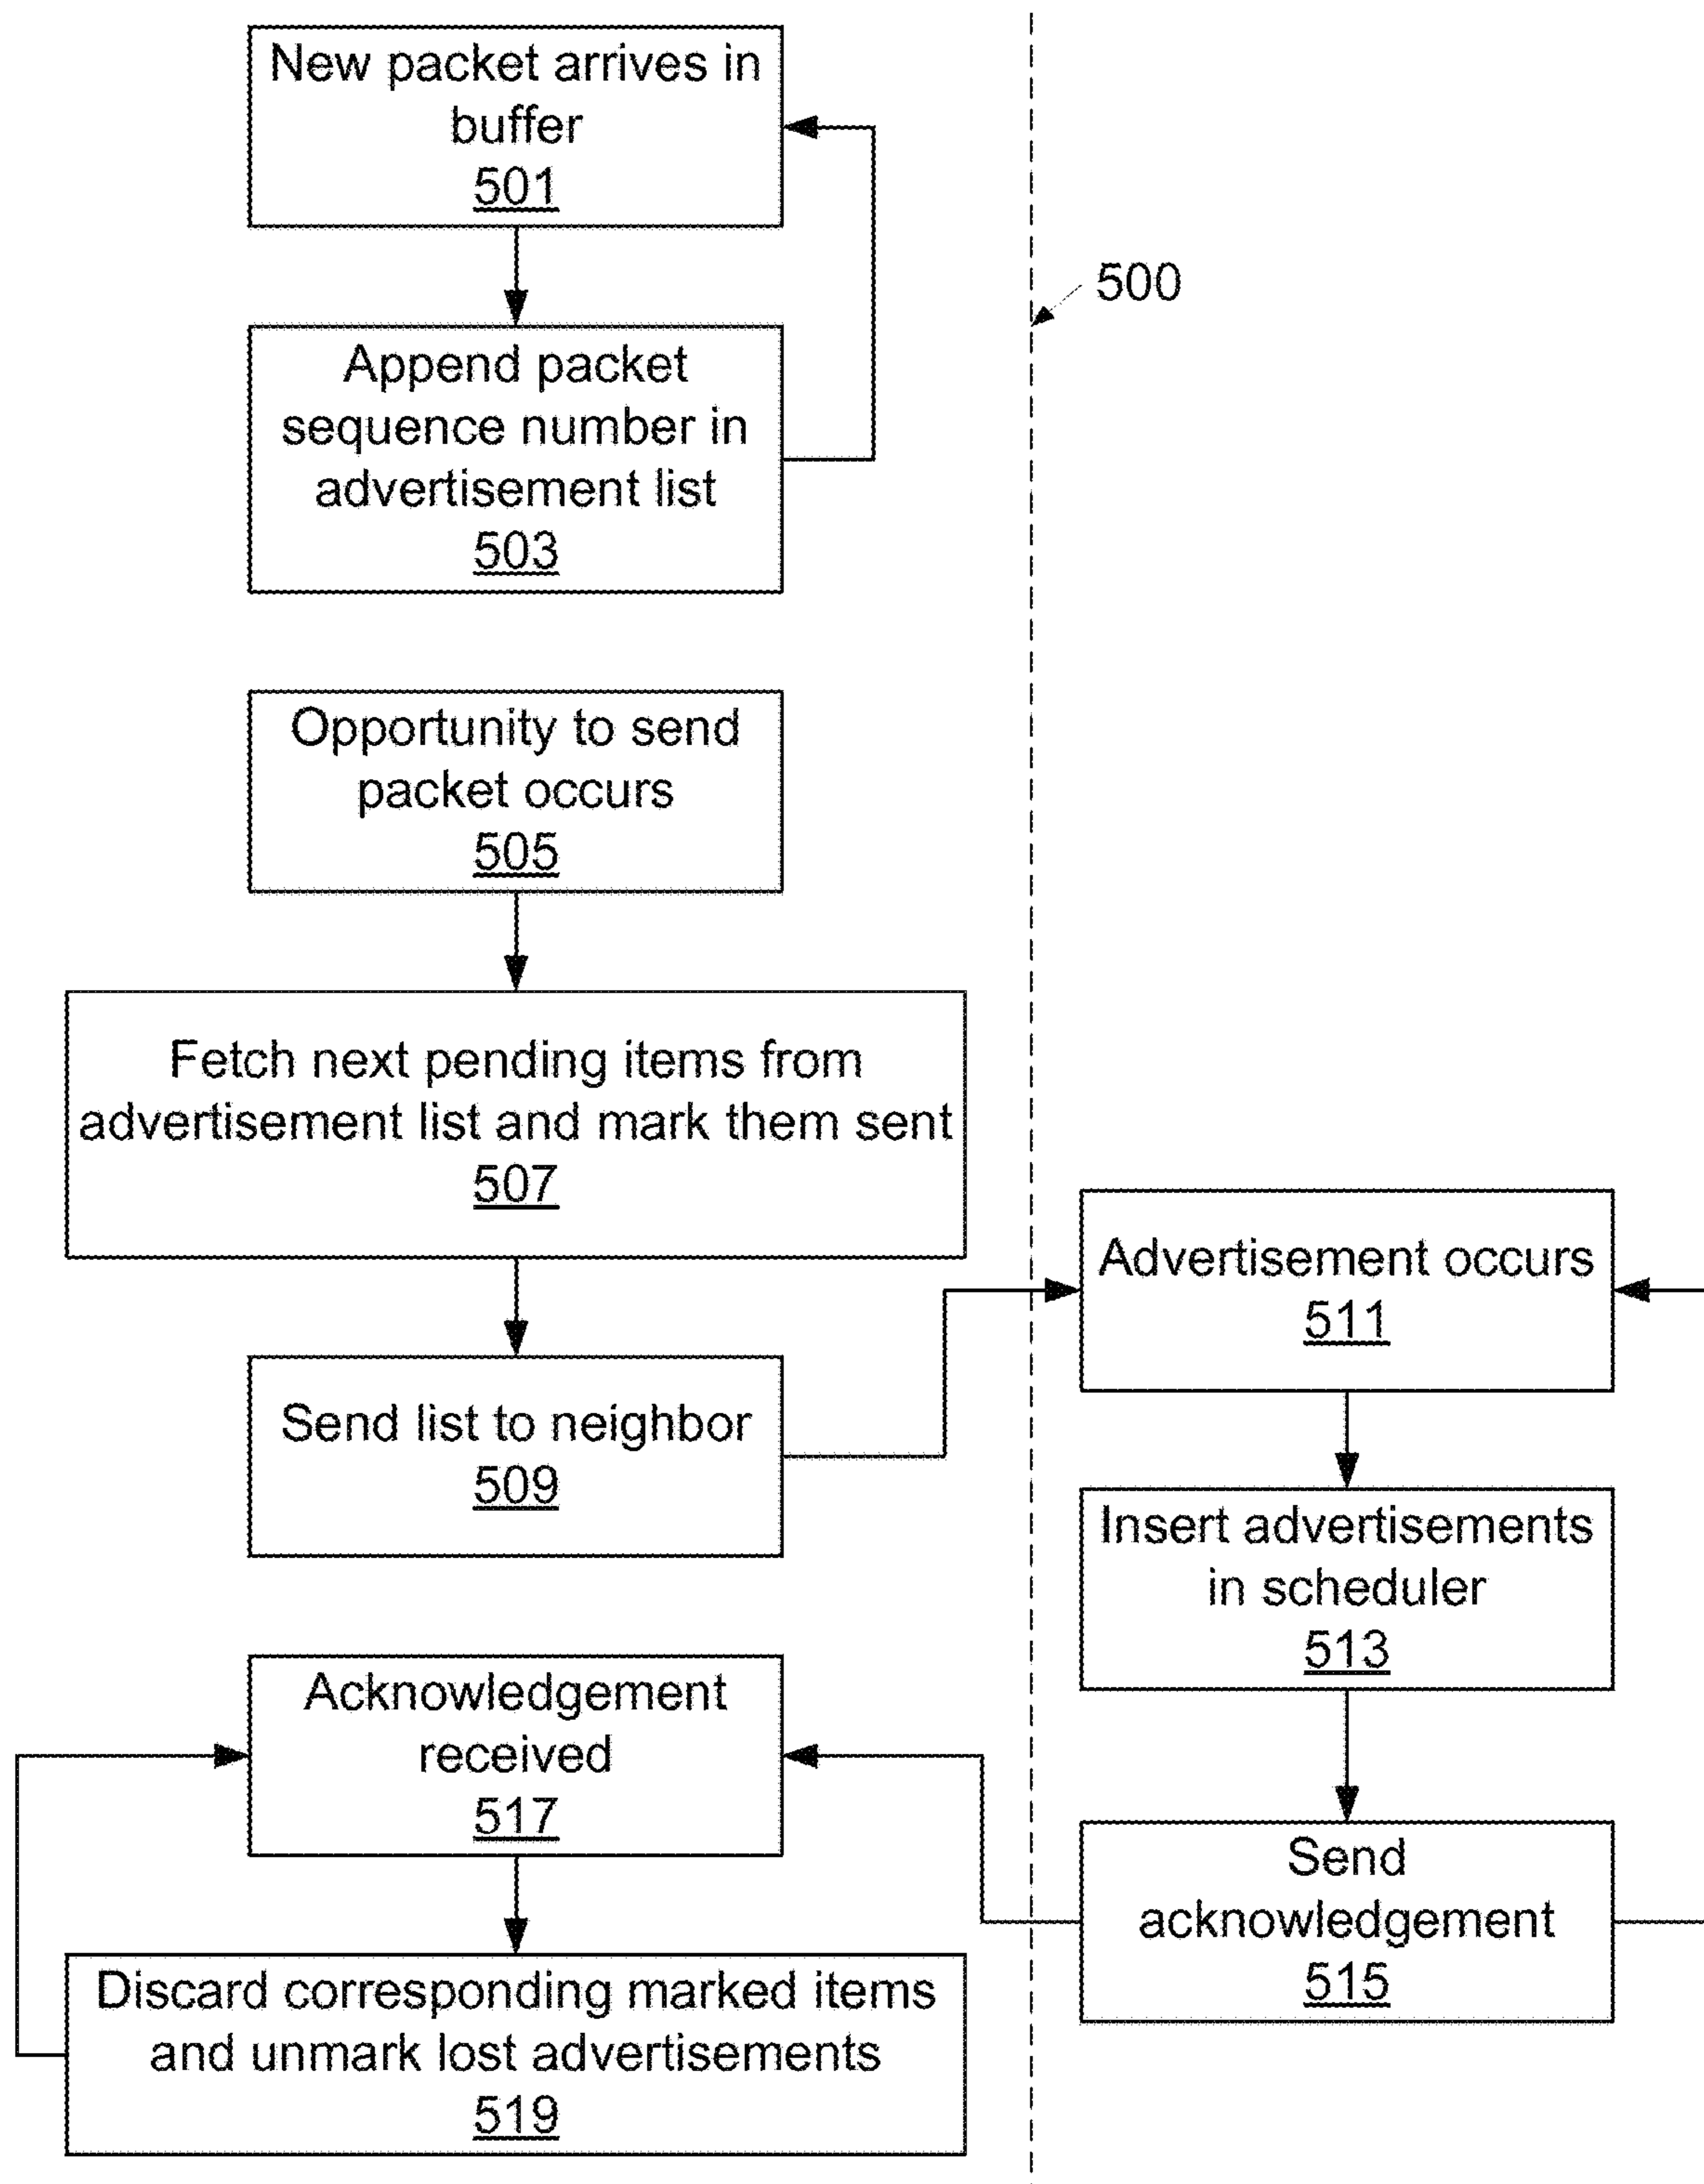 New packet arrives in
buffer
501
500
Append packet
sequence number in
advertisement list
503
Opportunity to send
packet occurs
505
Fetch next pending items from
advertisement list and mark them sent
507
Advertisement occurs
511
Send list to neighbor
509
Insert advertisements
in scheduler
513
Acknowledgement
received
517
Send
acknowledgement
515
Discard corresponding marked items
and unmark lost advertisements
519